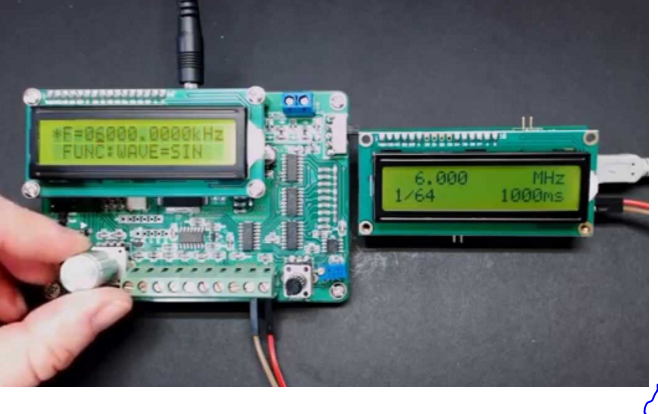 *F=06000.0000kHz
FUNC:WAVE=SIN
6.000 MHz
1/64 1000ms